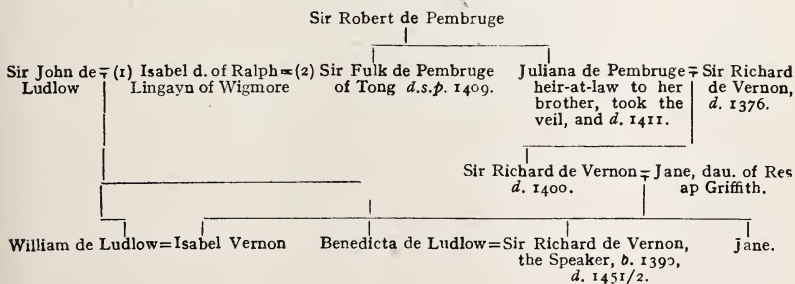 Sir Robert de Pembruge
Sir John de ╤ (1) Isabel d. of Ralph = (2) Sir Fulk de Pembruge Juliana de Pembruge ╤ Sir Richard
Ludlow Lingayn of Wigmore of Tong d.s.p. 1409. heir-at-law to her de Vernon,
brother, took the d. 1376.
veil, and d. 1411.
Sir Richard de Vernon ╤ Jane, dau. of Res
d. 1400. ap Griffith.
William de Ludlow=Isabel Vernon Benedicta de Ludlow=Sir Richard de Vernon, Jane.
the Speaker, b. 1390,
d. 1451/2.